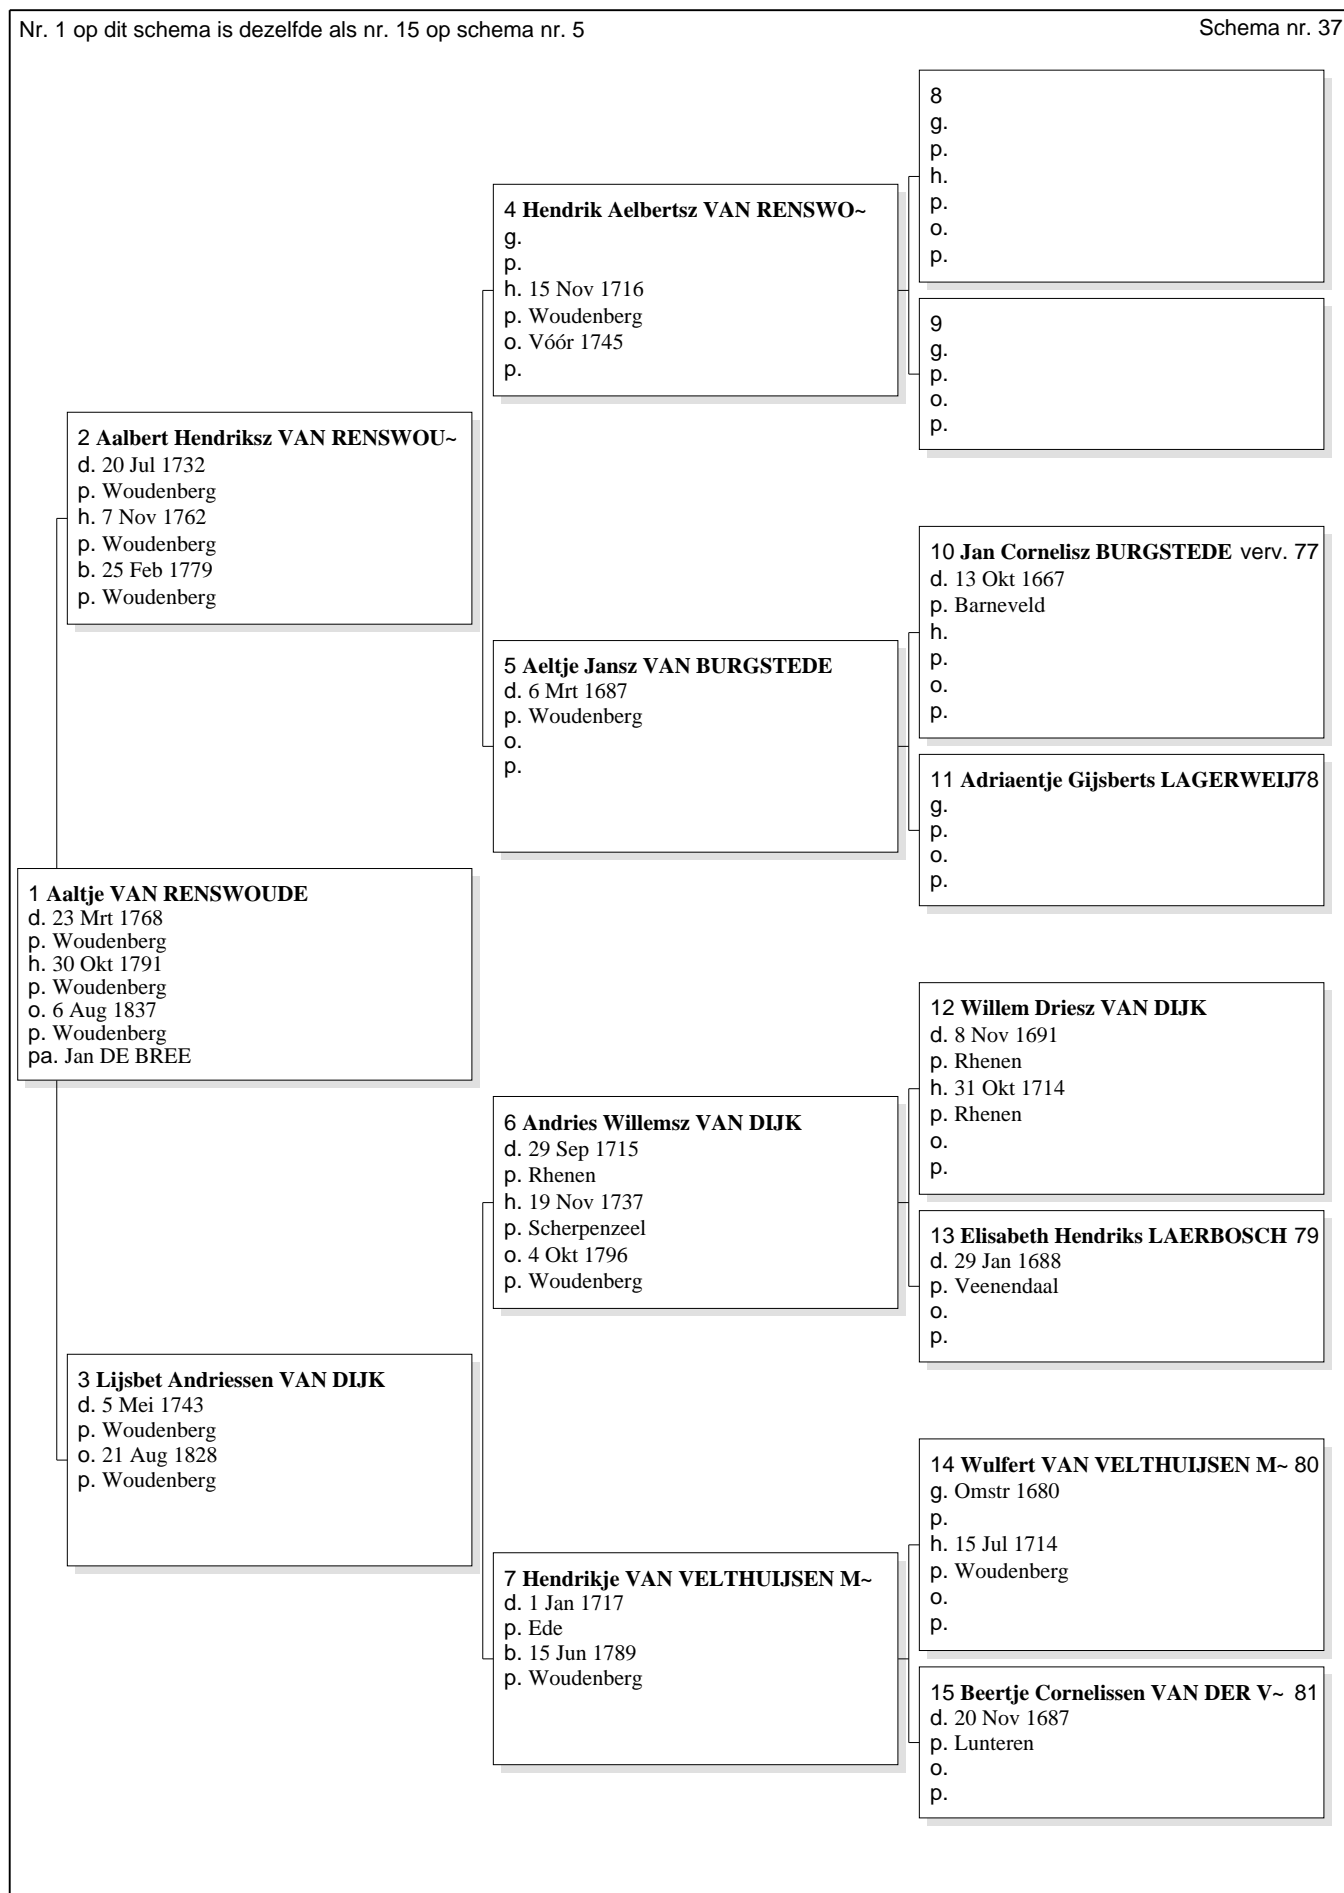 Nr. 1 op dit schema is dezelfde als nr. 15 op schema nr. 5
Schema nr. 37
8
g.
p.
h.
p.
o.
p.
4 Hendrik Aelbertsz VAN RENSWO~
g.
p.
h. 15 Nov 1716
p. Woudenberg
o. Vóór 1745
p.
9
g.
p.
o.
p.
2 Aalbert Hendriksz VAN RENSWOU~
d. 20 Jul 1732
p. Woudenberg
h. 7 Nov 1762
p. Woudenberg
b. 25 Feb 1779
p. Woudenberg
10 Jan Cornelisz BURGSTEDE verv. 77
d. 13 Okt 1667
p. Barneveld
h.
p.
o.
p.
5 Aeltje Jansz VAN BURGSTEDE
d. 6 Mrt 1687
p. Woudenberg
o.
p.
11 Adriaentje Gijsberts LAGERWEIJ 78
g.
p.
o.
p.
1 Aaltje VAN RENSWOUDE
d. 23 Mrt 1768
p. Woudenberg
h. 30 Okt 1791
p. Woudenberg
o. 6 Aug 1837
p. Woudenberg
pa. Jan DE BREE
12 Willem Driesz VAN DIJK
d. 8 Nov 1691
p. Rhenen
h. 31 Okt 1714
p. Rhenen
o.
p.
6 Andries Willemsz VAN DIJK
d. 29 Sep 1715
p. Rhenen
h. 19 Nov 1737
p. Scherpenzeel
o. 4 Okt 1796
p. Woudenberg
13 Elisabeth Hendriks LAERBOSCH 79
d. 29 Jan 1688
p. Veenendaal
o.
p.
3 Lijsbet Andriessen VAN DIJK
d. 5 Mei 1743
p. Woudenberg
o. 21 Aug 1828
p. Woudenberg
14 Wulfert VAN VELTHUIJSEN M~ 80
g. Omstr 1680
p.
h. 15 Jul 1714
p. Woudenberg
o.
p.
7 Hendrikje VAN VELTHUIJSEN M~
d. 1 Jan 1717
p. Ede
b. 15 Jun 1789
p. Woudenberg
15 Beertje Cornelissen VAN DER V~ 81
d. 20 Nov 1687
p. Lunteren
o.
p.